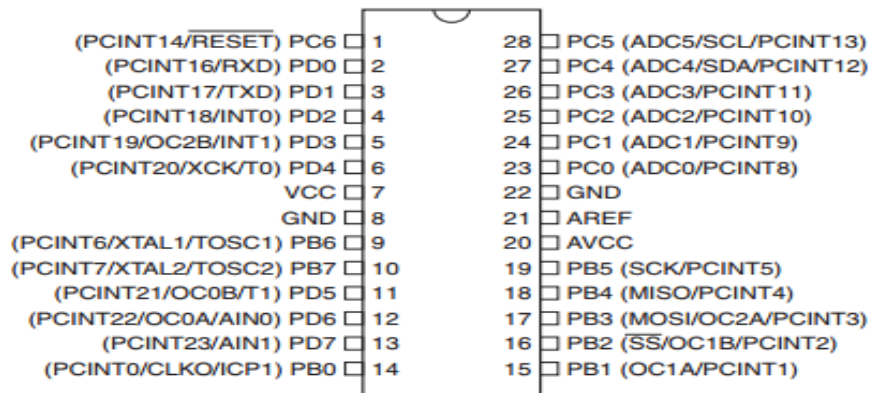 (PCINT14/RESET) PC6 1 28 PC5 (ADC5/SCL/PCINT13)
(PCINT16/RXD) PD0 2 27 PC4 (ADC4/SDA/PCINT12)
(PCINT17/TXD) PD1 3 26 PC3 (ADC3/PCINT11)
(PCINT18/INT0) PD2 4 25 PC2 (ADC2/PCINT10)
(PCINT19/OC2B/INT1) PD3 5 24 PC1 (ADC1/PCINT9)
(PCINT20/XCK/T0) PD4 6 23 PC0 (ADC0/PCINT8)
VCC 7 22 GND
GND 8 21 AREF
(PCINT6/XTAL1/TOSC1) PB6 9 20 AVCC
(PCINT7/XTAL2/TOSC2) PB7 10 19 PB5 (SCK/PCINT5)
(PCINT21/OC0B/T1) PD5 11 18 PB4 (MISO/PCINT4)
(PCINT22/OC0A/AIN0) PD6 12 17 PB3 (MOSI/OC2A/PCINT3)
(PCINT23/AIN1) PD7 13 16 PB2 (SS/OC1B/PCINT2)
(PCINT0/CLKO/ICP1) PB0 14 15 PB1 (OC1A/PCINT1)